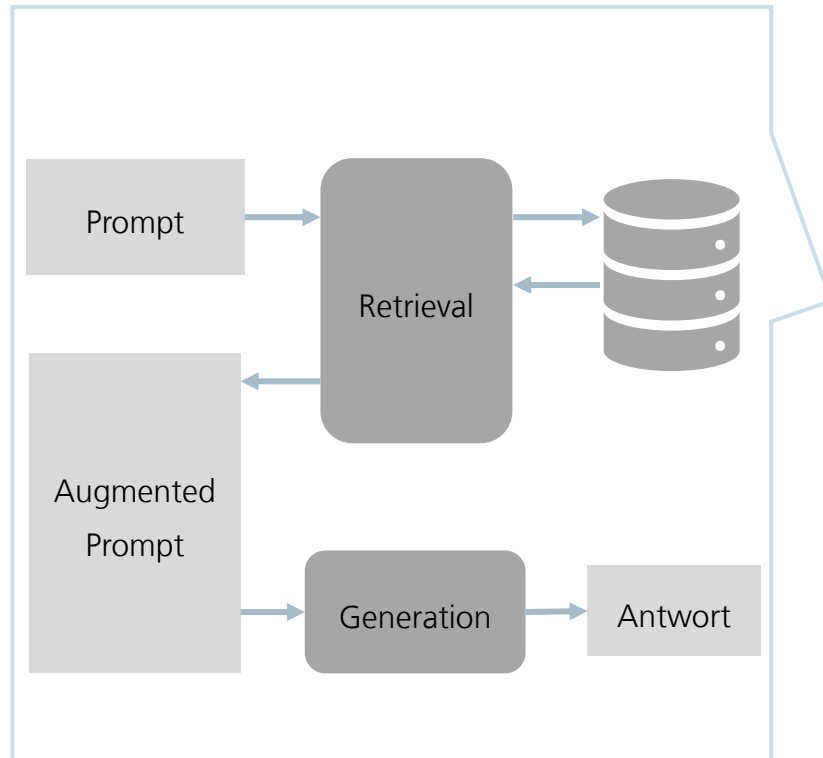 Prompt
Retrieval
Augmented
Prompt
Generation
Antwort